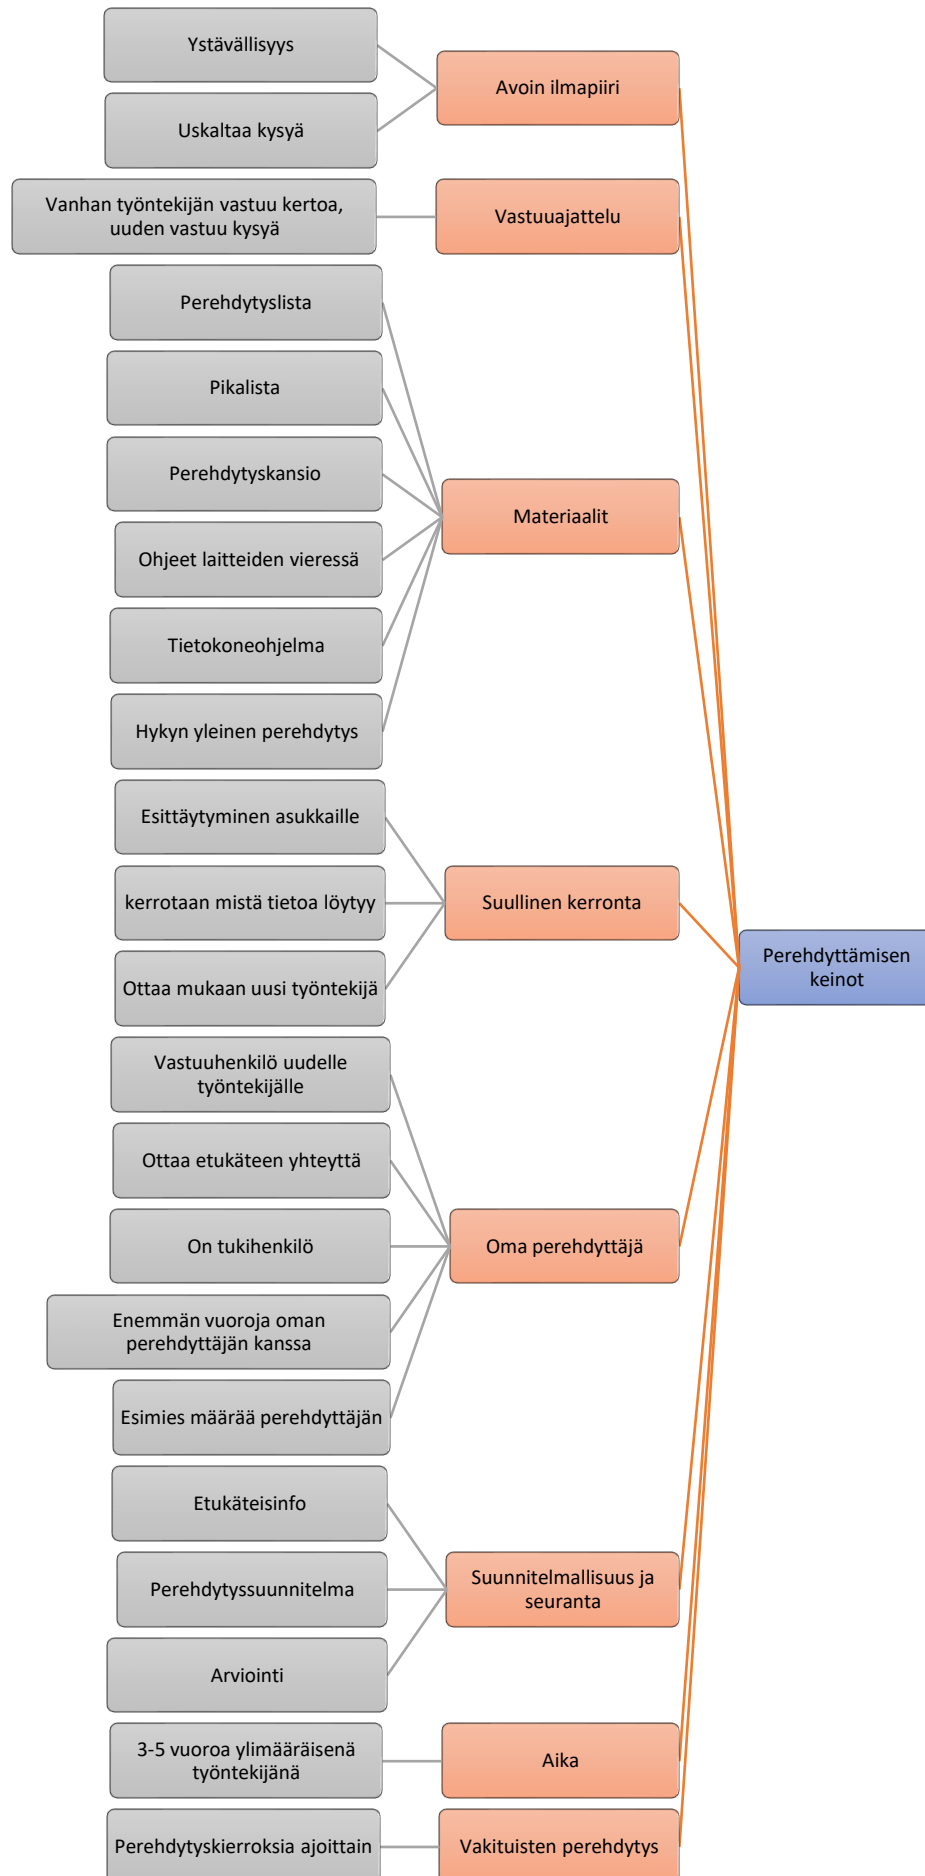 Ystävällisyys
Avoin ilmapiiri
Uskaltaa kysyä
Vanhan työntekijän vastuu kertoa,
uuden vastuu kysyä
Vastuuajattelu
Perehdytyslista
Pikalista
Perehdytyskansio
Materiaalit
Ohjeet laitteiden vieressä
Tietokoneohjelma
Hykyn yleinen perehdytys
Esittäytyminen asukkaille
kerrotaan mistä tietoa löytyy
Suullinen kerronta
Ottaa mukaan uusi työntekijä
Perehdyttämisen
keinot
Vastuuhenkilö uudelle
työntekijälle
Ottaa etukäteen yhteyttä
On tukihenkilö
Oma perehdyttäjä
Enemmän vuoroja oman
perehdyttäjän kanssa
Esimies määrää perehdyttäjän
Etukäteisinfo
Perehdytyssuunnitelma
Suunnitelmallisuus ja
seuranta
Arviointi
3-5 vuoroa ylimääräisenä
työntekijänä
Aika
Perehdytyskierroksia ajoittain
Vakituisten perehdytys